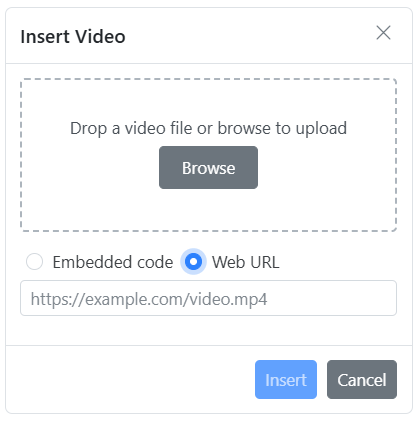 Insert Video
Drop a video file or browse to upload
Browse
Embedded code Web URL
https://example.com/video.mp4
Insert Cancel